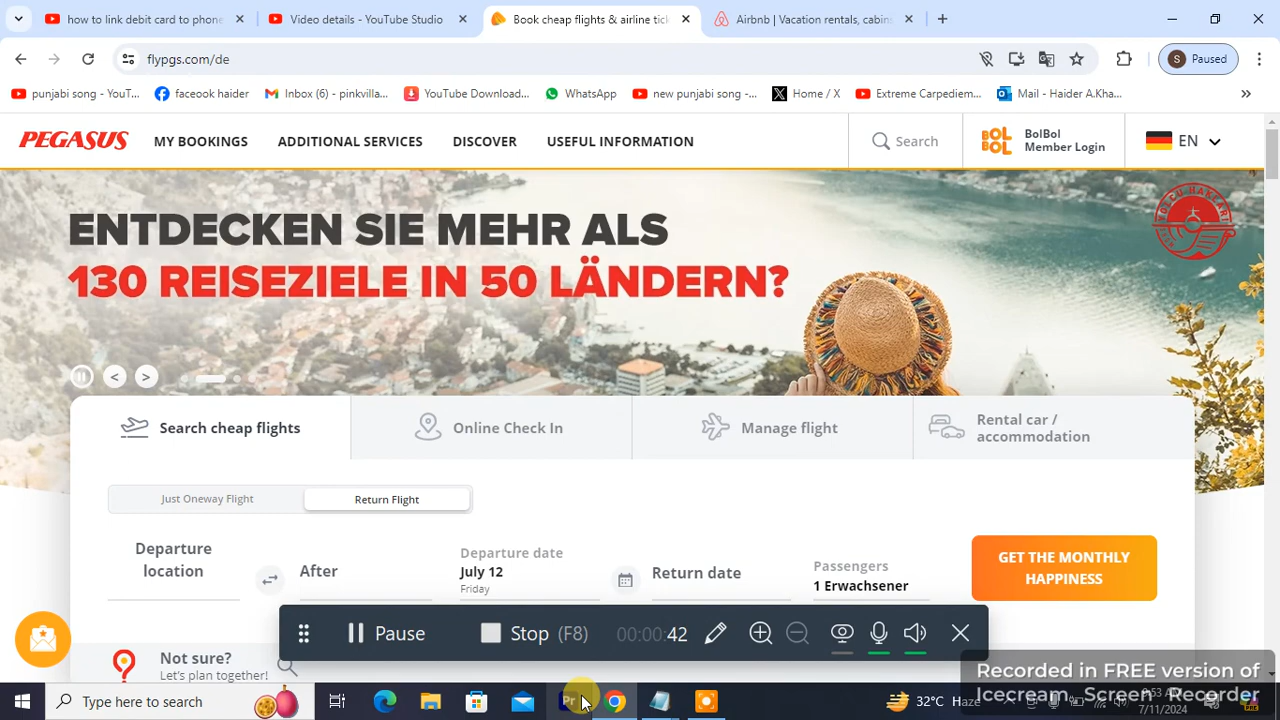 how to link debit card to phone
Video details - YouTube Studio
Book cheap flights & airline tick
Airbnb | Vacation rentals, cabins
flypgs.com/de
S
Paused
punjabi song - YouT...
faceook haider
Inbox (6) - pinkvilla...
YouTube Download...
WhatsApp
new punjabi song -...
Home / X
Extreme Carpediem...
Mail - Haider A.Kha...
PEGASUS
MY BOOKINGS
ADDITIONAL SERVICES
DISCOVER
USEFUL INFORMATION
Search
BOL
BOL
BolBol
Member Login
EN
ENTDECKEN SIE MEHR ALS
130 REISEZIELE IN 50 LÄNDERN?
Search cheap flights
Online Check In
Manage flight
Rental car /
accommodation
Just Oneway Flight
Return Flight
Departure
location
After
Departure date
July 12
Friday
Return date
Passengers
1 Erwachsener
GET THE MONTHLY
HAPPINESS
Pause
Stop (F8)
00:00:42
Not sure?
Let's plan together!
Recorded in FREE version of
Icecream Screen Recorder
Type here to search
Pr
32°C Haze
7/11/2024